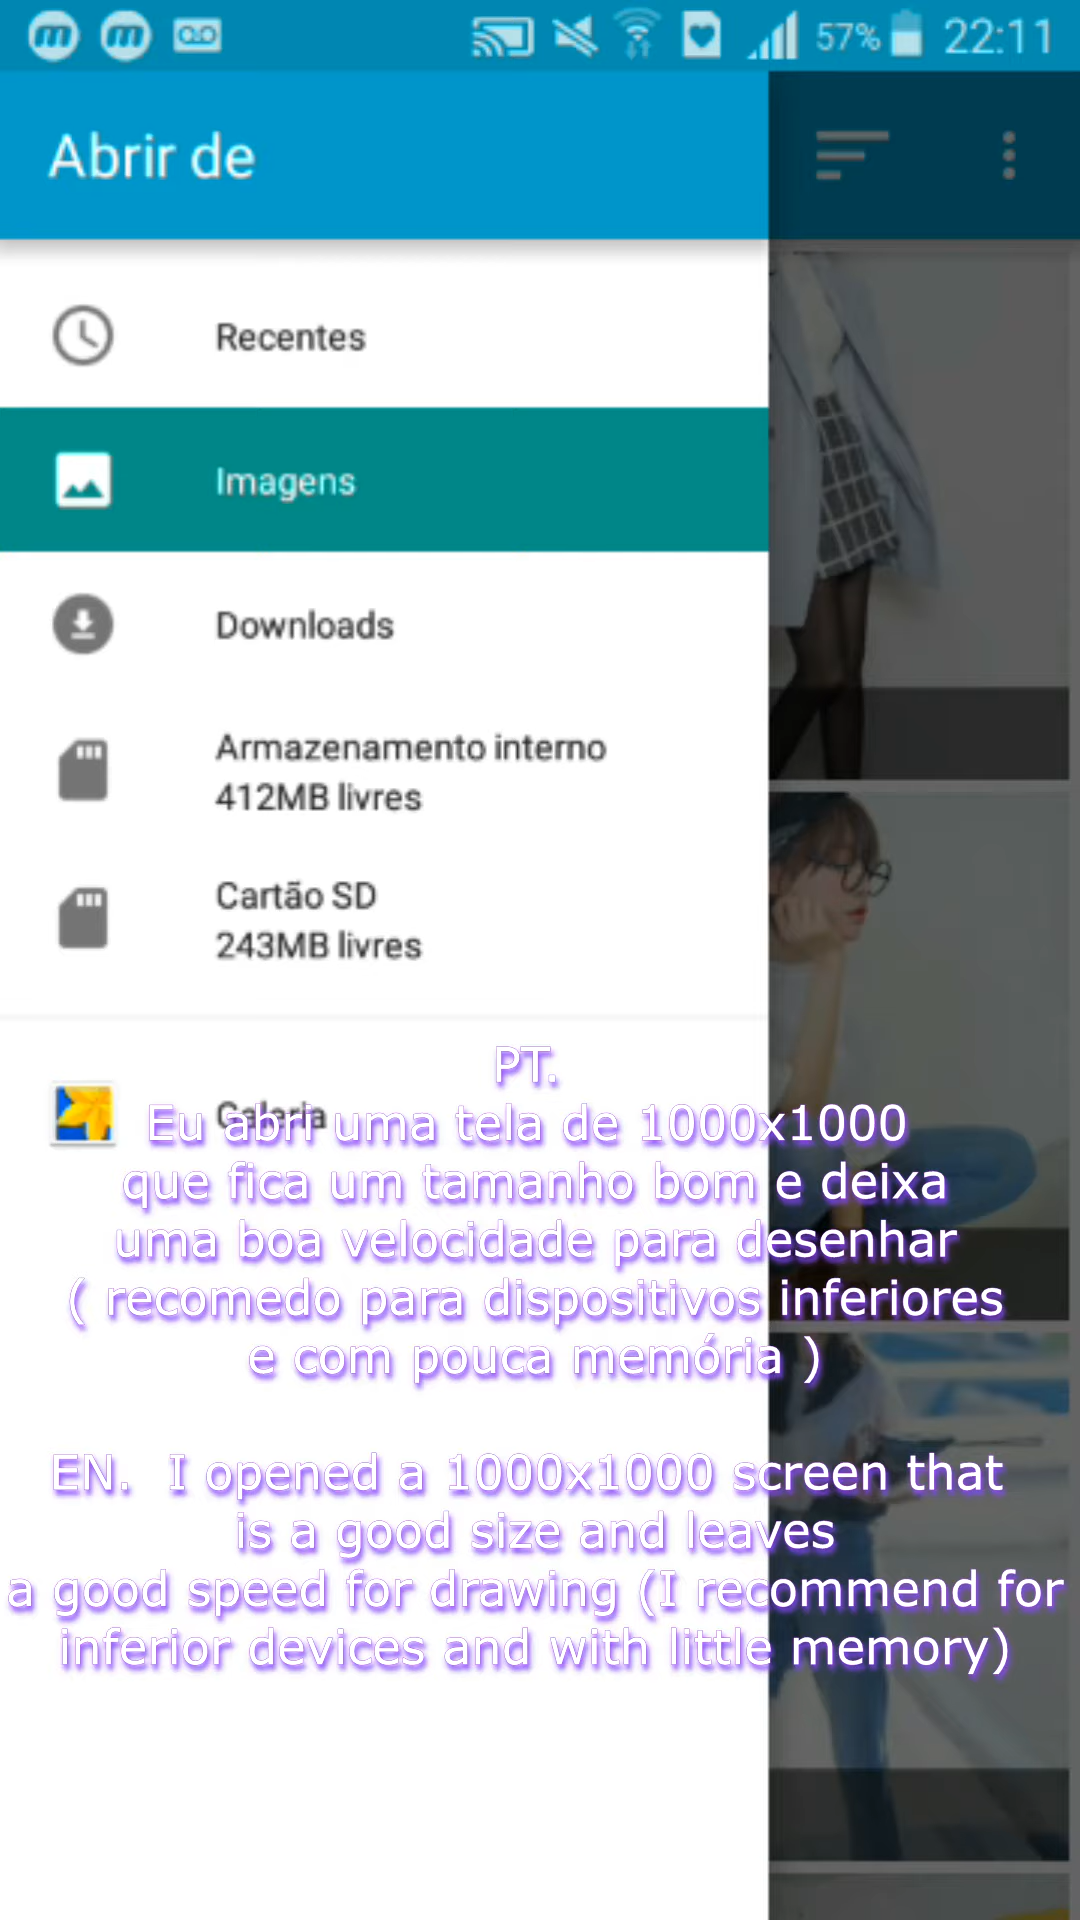 57% 22:11
Abrir de
Recentes
Imagens
Downloads
Armazenamento interno
412MB livres
Cartão SD
243MB livres
Galeria
PT.
Eu abri uma tela de 1000x1000
que fica um tamanho bom e deixa
uma boa velocidade para desenhar
( recomedo para dispositivos inferiores
e com pouca memória )
EN. I opened a 1000x1000 screen that
is a good size and leaves
a good speed for drawing (I recommend for
inferior devices and with little memory)